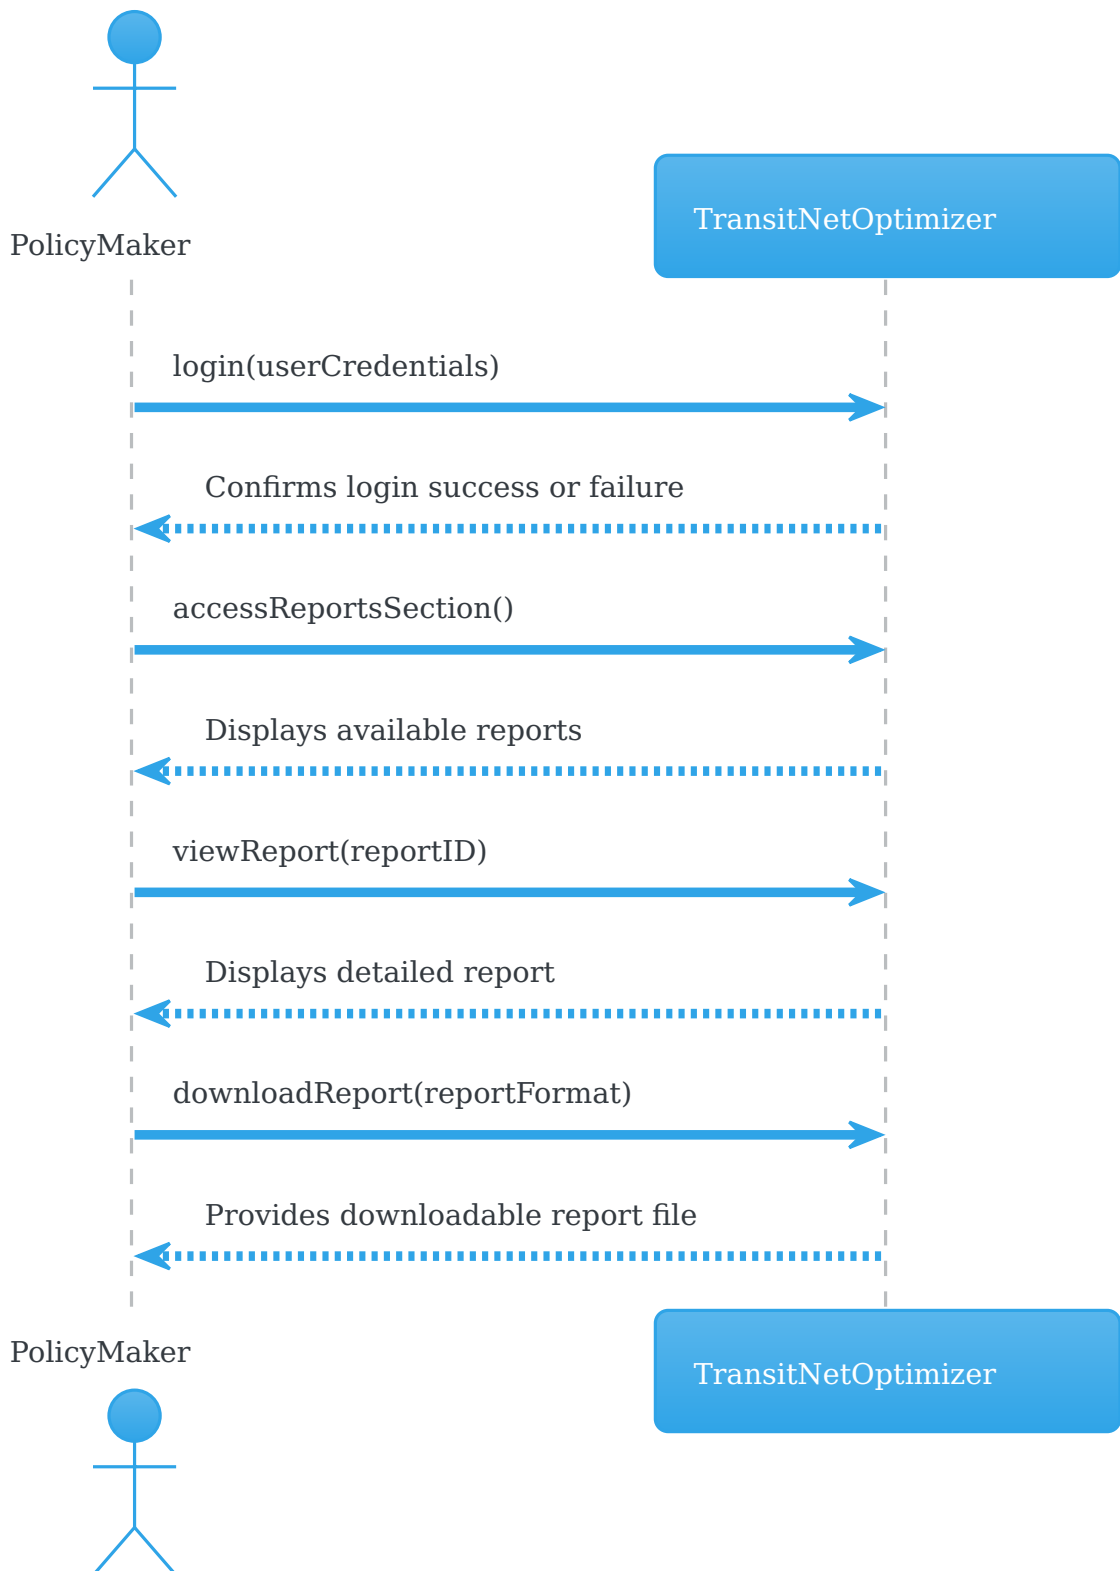 PolicyMaker
TransitNetOptimizer
login(userCredentials)
Confirms login success or failure
accessReportsSection()
Displays available reports
viewReport(reportID)
Displays detailed report
downloadReport(reportFormat)
Provides downloadable report file
PolicyMaker
TransitNetOptimizer